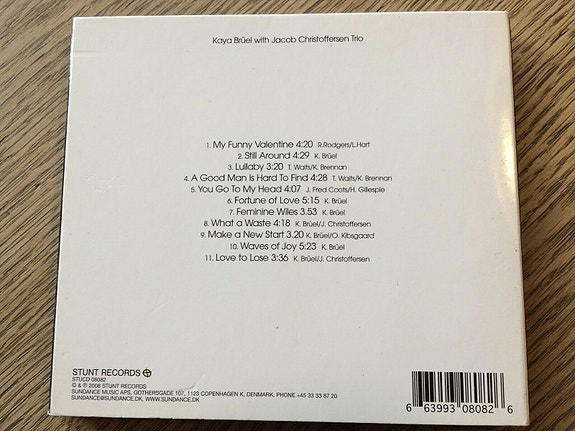 Kaya Brüel with Jacob Christoffersen Trio
1. My Funny Valentine 4:20 R.Rodgers/L.Hart
2. Still Around 4:29 K. Brüel
3. Lullaby 3:20 T. Waits/K. Brennan
4. A Good Man Is Hard To Find 4:28 T. Waits/K. Brennan
5. You Go To My Head 4:07 J. Fred Coots/H. Gillespie
6. Fortune of Love 5:15 K. Brüel
7. Feminine Wiles 3.53 K. Brüel
8. What a Waste 4:18 K. Brüel/J. Christoffersen
9. Make a New Start 3.20 K. Brüel/O. Kibsgaard
10. Waves of Joy 5:23 K. Brüel
11. Love to Lose 3:36 K. Brüel/J. Christoffersen
STUNT RECORDS
STUCD 08082
© & ℗ 2008 STUNT RECORDS
SUNDANCE MUSIC APS, GOTHERSGADE 107, 1123 COPENHAGEN K, DENMARK, PHONE +45 33 33 87 20
SUNDANCE@SUNDANCE.DK, WWW.SUNDANCE.DK
6 63993 08082 6